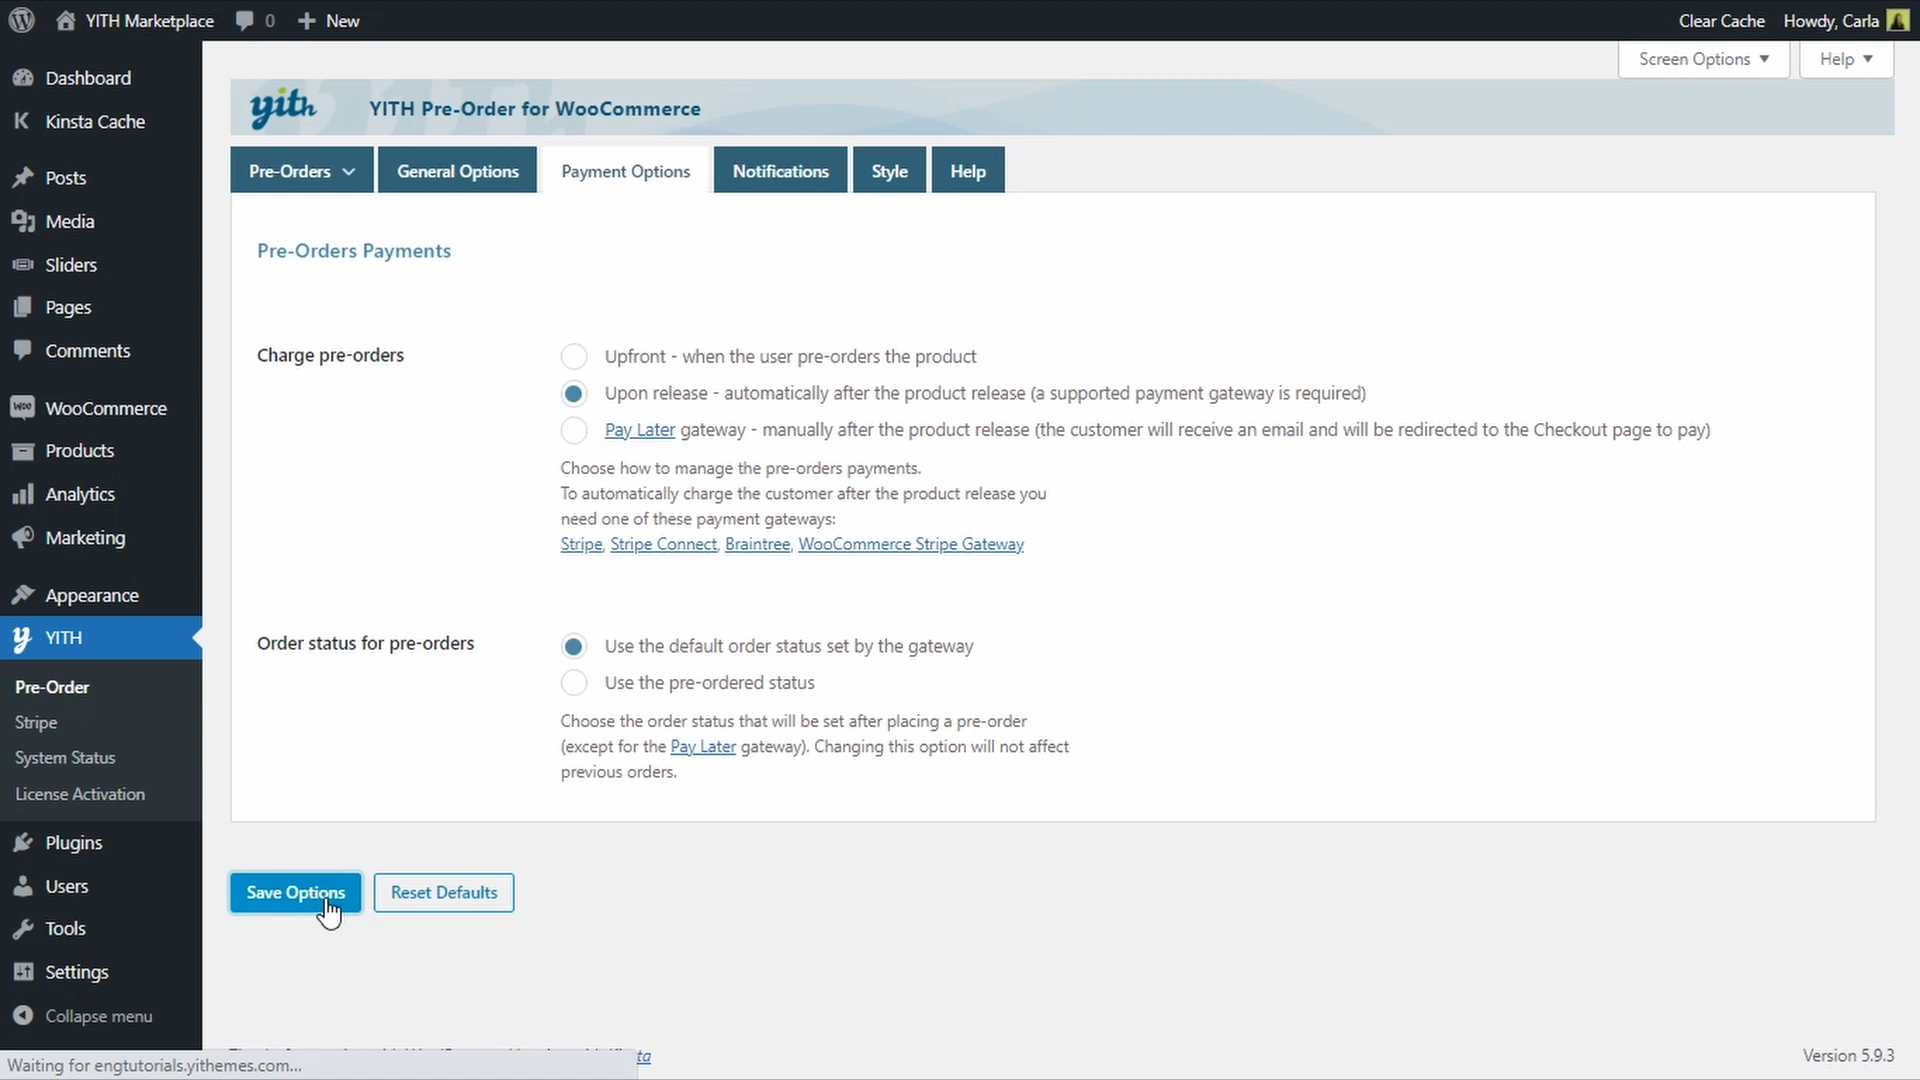 YITH Marketplace
0
New
Clear Cache
Howdy, Carla
Screen Options
Help
Dashboard
Kinsta Cache
Posts
Media
Sliders
Pages
Comments
WooCommerce
Products
Analytics
Marketing
Appearance
YITH
Pre-Order
Stripe
System Status
License Activation
Plugins
Users
Tools
Settings
Collapse menu
yith
YITH Pre-Order for WooCommerce
Pre-Orders
General Options
Payment Options
Notifications
Style
Help
Pre-Orders Payments
Charge pre-orders
Upfront - when the user pre-orders the product
Upon release - automatically after the product release (a supported payment gateway is required)
Pay Later gateway - manually after the product release (the customer will receive an email and will be redirected to the Checkout page to pay)
Choose how to manage the pre-orders payments.
To automatically charge the customer after the product release you
need one of these payment gateways:
Stripe, Stripe Connect, Braintree, WooCommerce Stripe Gateway
Order status for pre-orders
Use the default order status set by the gateway
Use the pre-ordered status
Choose the order status that will be set after placing a pre-order
(except for the Pay Later gateway). Changing this option will not affect
previous orders.
Save Options
Reset Defaults
Version 5.9.3
Waiting for engtutorials.yithemes.com...